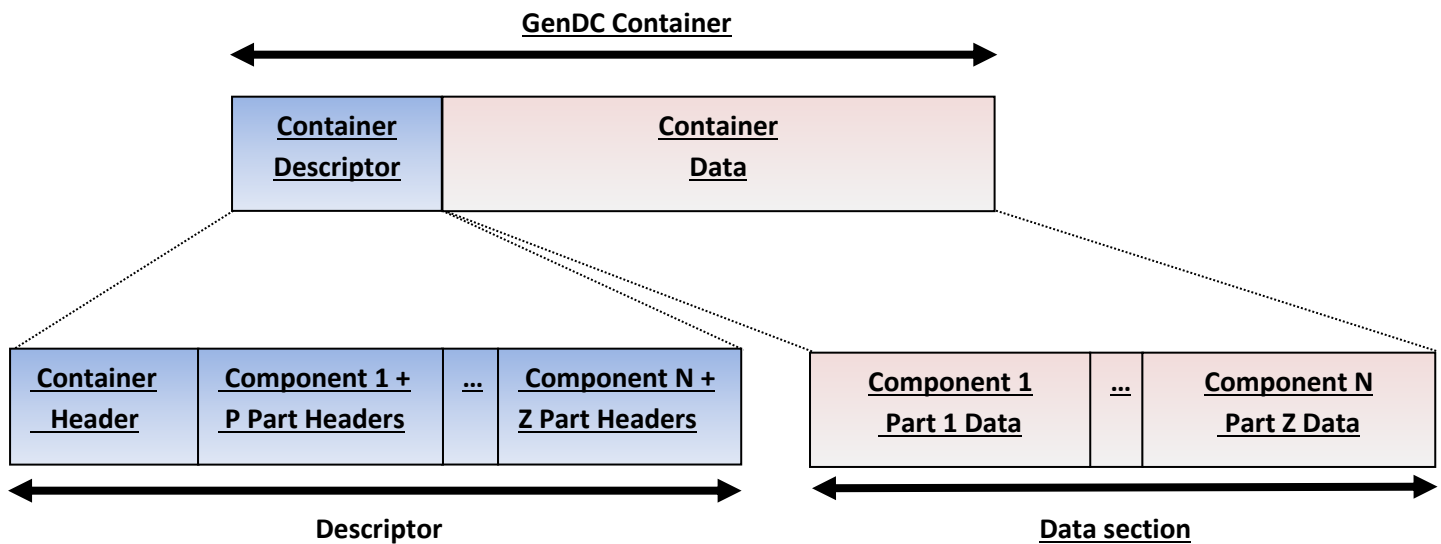 GenDC Container
Container
Descriptor
Container
Data
Container
Header
Component 1 +
P Part Headers
...
Component N +
Z Part Headers
Component 1
Part 1 Data
...
Component N
Part Z Data
Descriptor
Data section